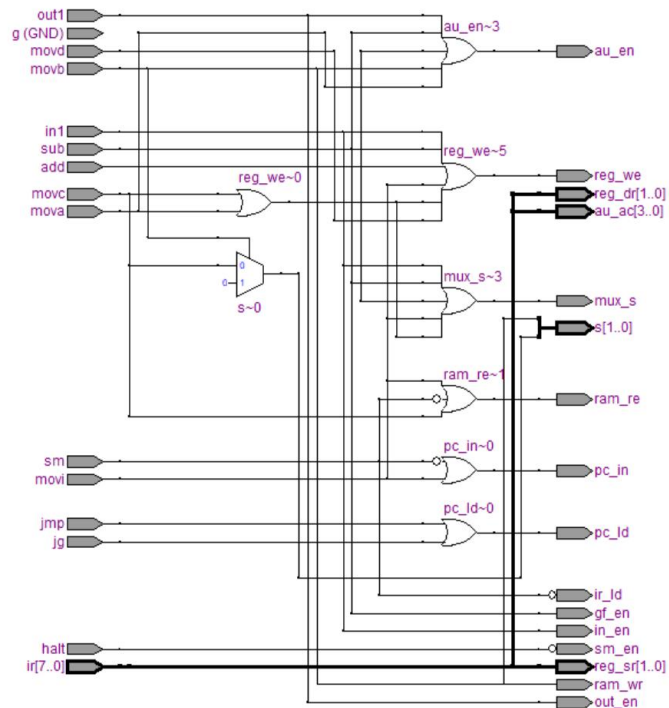 out1
g (GND)
movd
movb
au_en~3
au_en
in1
sub
add
movc
mova
reg_we~0
reg_we~5
reg_we
reg_dr[1..0]
au_ac[3..0]
0
0
1
s~0
mux_s~3
mux_s
s[1..0]
ram_re~1
ram_re
sm
movi
pc_in~0
pc_in
jmp
jg
pc_ld~0
pc_ld
ir_ld
gf_en
in_en
halt
sm_en
ir[7..0]
reg_sr[1..0]
ram_wr
out_en